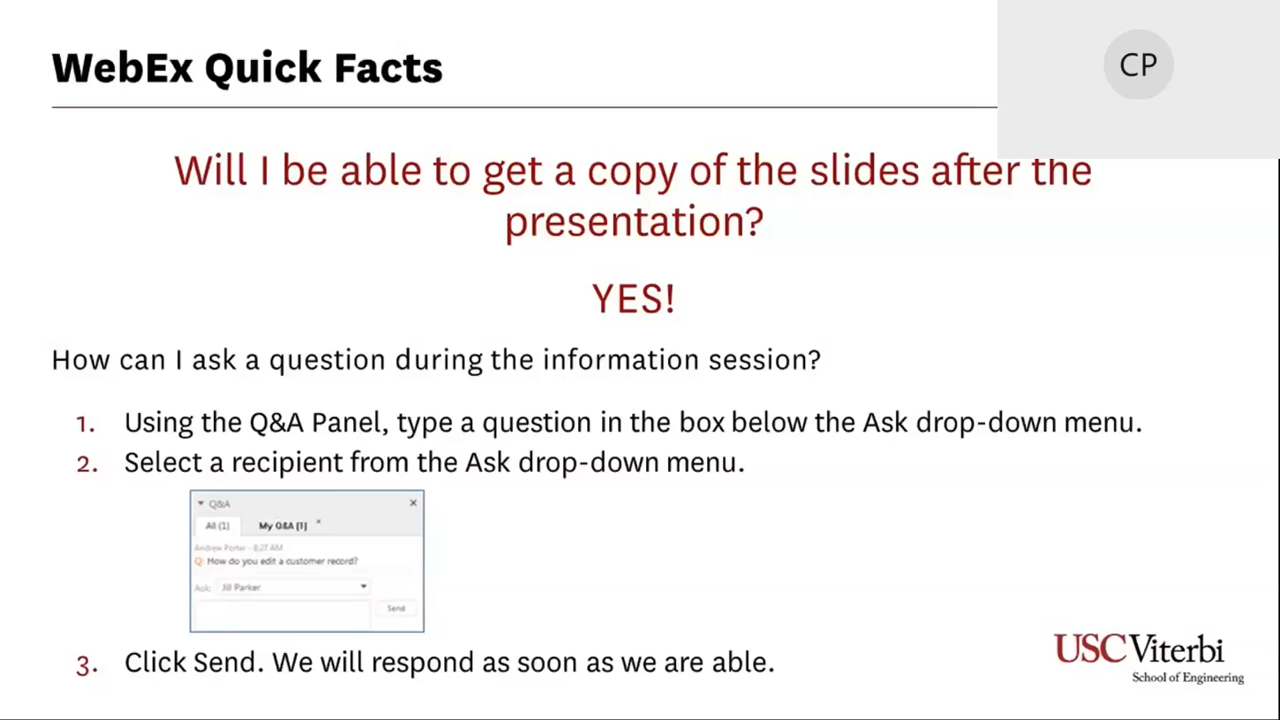 WebEx Quick Facts
CP
Will I be able to get a copy of the slides after the
presentation?
YES!
How can I ask a question during the information session?
1. Using the Q&A Panel, type a question in the box below the Ask drop-down menu.
2. Select a recipient from the Ask drop-down menu.
Q&A
All (1) My Q&A (1)
Andrew Porter - 8:27 AM
Q: How do you edit a customer record?
Ask: Jill Parker
Send
3. Click Send. We will respond as soon as we are able.
USC Viterbi
School of Engineering